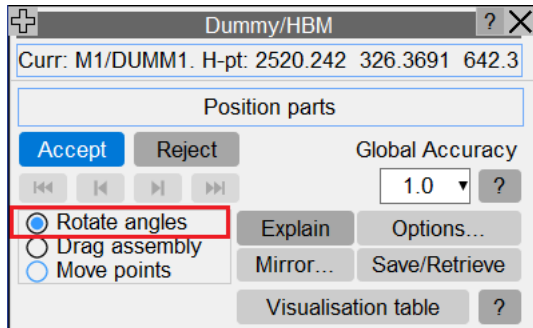 Dummy/HBM ? X
Curr: M1/DUMM1. H-pt: 2520.242 326.3691 642.3
Position parts
Accept Reject Global Accuracy
1.0 ?
Rotate angles Explain Options...
Drag assembly
Move points Mirror... Save/Retrieve
Visualisation table ?